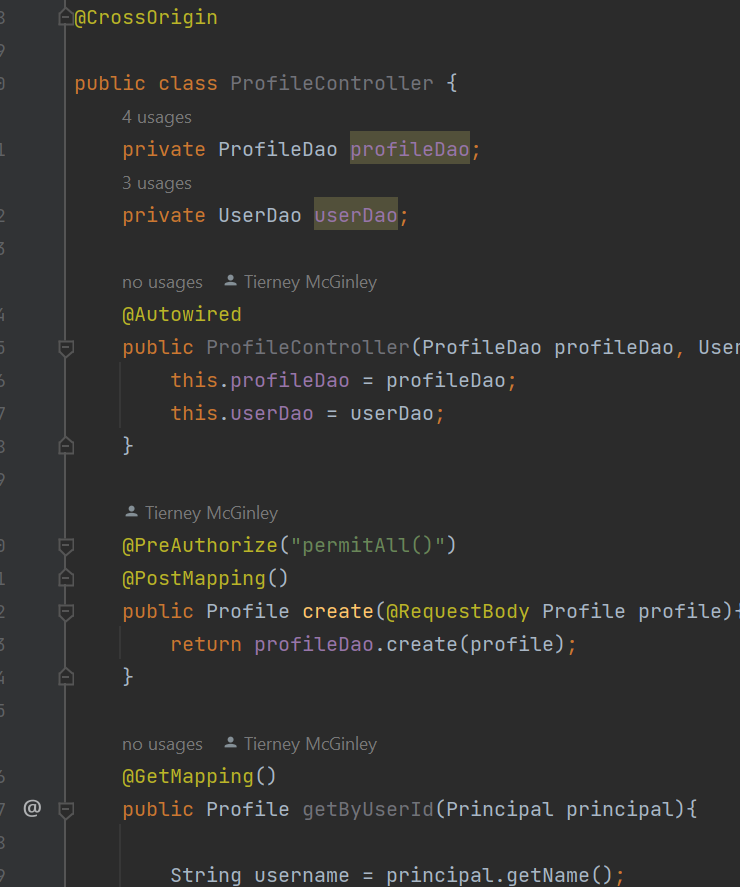 @CrossOrigin
public class ProfileController {
4 usages
private ProfileDao profileDao;
3 usages
private UserDao userDao;
no usages Tierney McGinley
@Autowired
public ProfileController(ProfileDao profileDao, User
this.profileDao = profileDao;
this.userDao = userDao;
}
Tierney McGinley
@PreAuthorize("permitAll()")
@PostMapping()
public Profile create(@RequestBody Profile profile){
return profileDao.create(profile);
}
no usages Tierney McGinley
@GetMapping()
@ public Profile getByUserId(Principal principal){
String username = principal.getName();